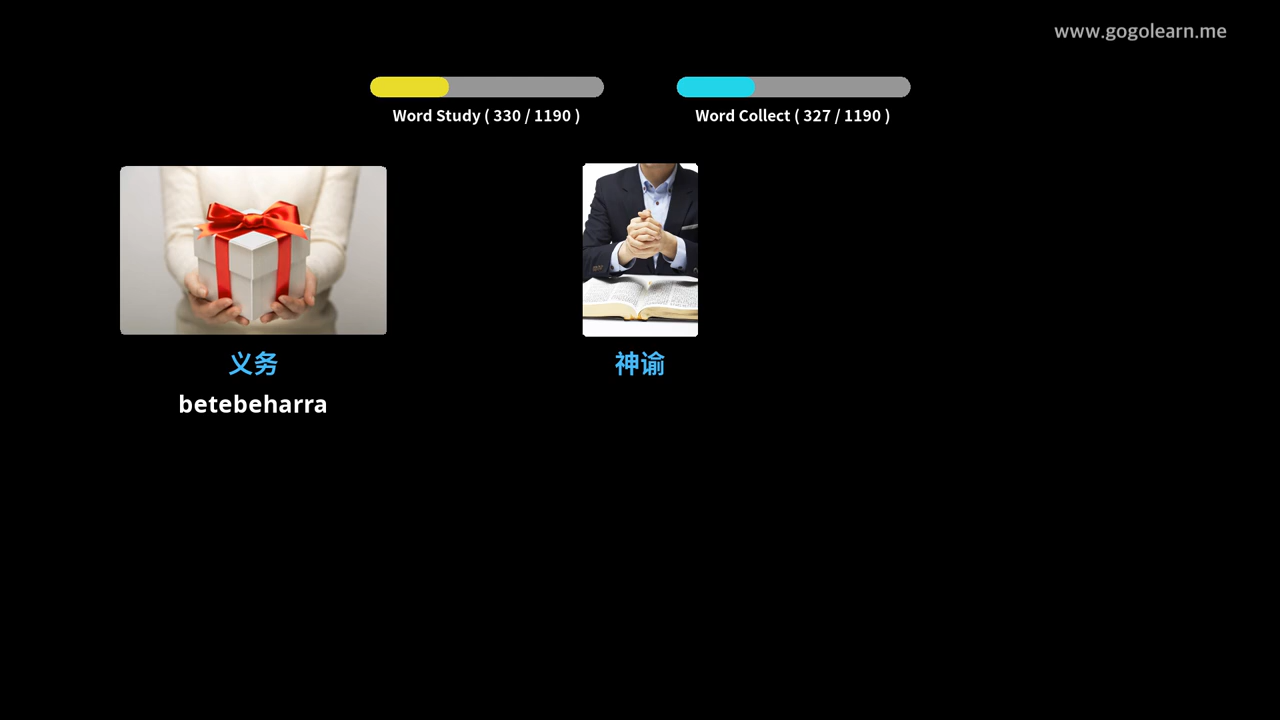 www.gogolearn.me
Word Study ( 330 / 1190 )
Word Collect ( 327 / 1190 )
义务
神谕
betebeharra